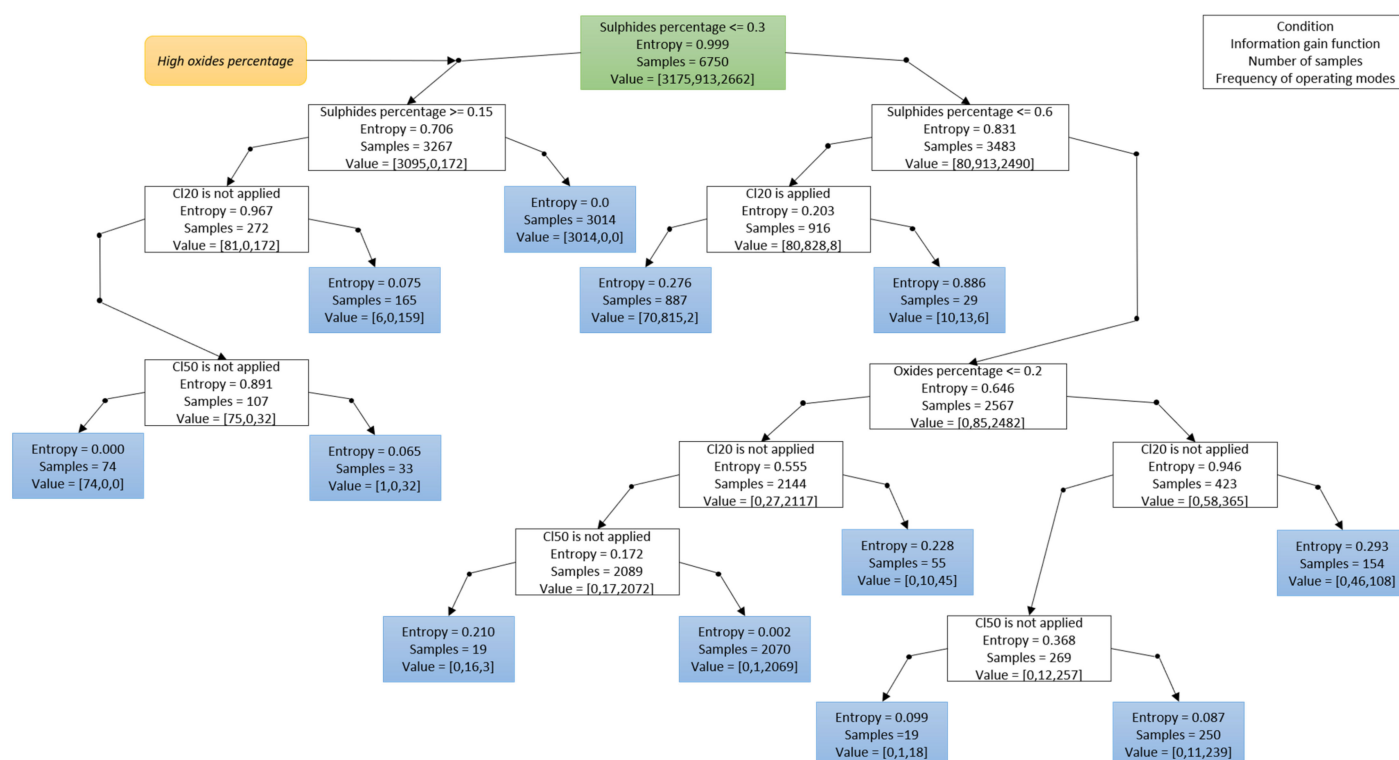 Sulphides percentage <= 0.3
Entropy = 0.999
Samples = 6750
Value = [3175,913,2662]
High oxides percentage
Condition
Information gain function
Number of samples
Frequency of operating modes
Sulphides percentage >= 0.15
Entropy = 0.706
Samples = 3267
Value = [3095,0,172]
Sulphides percentage <= 0.6
Entropy = 0.831
Samples = 3483
Value = [80,913,2490]
Cl20 is not applied
Entropy = 0.967
Samples = 272
Value = [81,0,172]
Entropy = 0.0
Samples = 3014
Value = [3014,0,0]
Cl20 is applied
Entropy = 0.203
Samples = 916
Value = [80,828,8]
Entropy = 0.075
Samples = 165
Value = [6,0,159]
Entropy = 0.276
Samples = 887
Value = [70,815,2]
Entropy = 0.886
Samples = 29
Value = [10,13,6]
Cl50 is not applied
Entropy = 0.891
Samples = 107
Value = [75,0,32]
Oxides percentage <= 0.2
Entropy = 0.646
Samples = 2567
Value = [0,85,2482]
Entropy = 0.000
Samples = 74
Value = [74,0,0]
Entropy = 0.065
Samples = 33
Value = [1,0,32]
Cl20 is not applied
Entropy = 0.555
Samples = 2144
Value = [0,27,2117]
Cl20 is not applied
Entropy = 0.946
Samples = 423
Value = [0,58,365]
Cl50 is not applied
Entropy = 0.172
Samples = 2089
Value = [0,17,2072]
Entropy = 0.228
Samples = 55
Value = [0,10,45]
Entropy = 0.293
Samples = 154
Value = [0,46,108]
Entropy = 0.210
Samples = 19
Value = [0,16,3]
Entropy = 0.002
Samples = 2070
Value = [0,1,2069]
Cl50 is not applied
Entropy = 0.368
Samples = 269
Value = [0,12,257]
Entropy = 0.099
Samples =19
Value = [0,1,18]
Entropy = 0.087
Samples = 250
Value = [0,11,239]